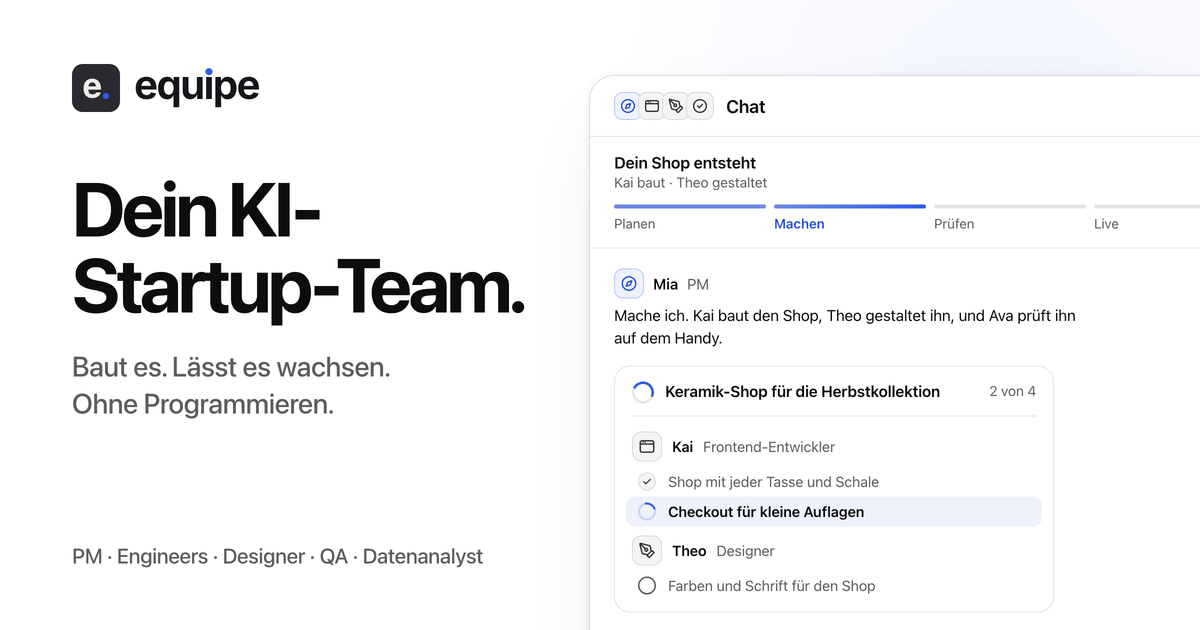 e.
equipe
Dein KI-
Startup-Team.
Baut es. Lässt es wachsen.
Ohne Programmieren.
PM · Engineers · Designer · QA · Datenanalyst
Chat
Dein Shop entsteht
Kai baut · Theo gestaltet
Planen Machen Prüfen Live
Mia PM
Mache ich. Kai baut den Shop, Theo gestaltet ihn, und Ava prüft ihn
auf dem Handy.
Keramik-Shop für die Herbstkollektion 2 von 4
Kai Frontend-Entwickler
Shop mit jeder Tasse und Schale
Checkout für kleine Auflagen
Theo Designer
Farben und Schrift für den Shop